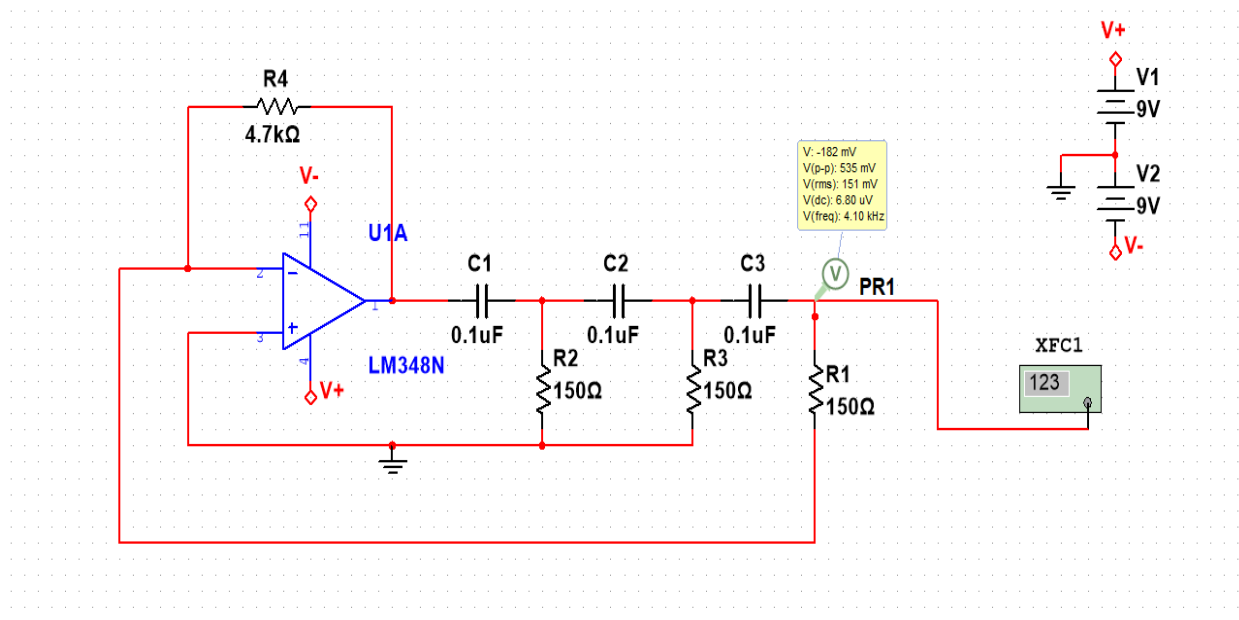 V+
V1
9V
V2
9V
V-
R4
4.7kΩ
V-
11
U1A
2
1
3
4
LM348N
V+
C1
0.1uF
C2
0.1uF
C3
0.1uF
V: -182 mV
V(p-p): 535 mV
V(rms): 151 mV
V(dc): 6.80 uV
V(freq): 4.10 kHz
V
PR1
R2
150Ω
R3
150Ω
R1
150Ω
XFC1
123